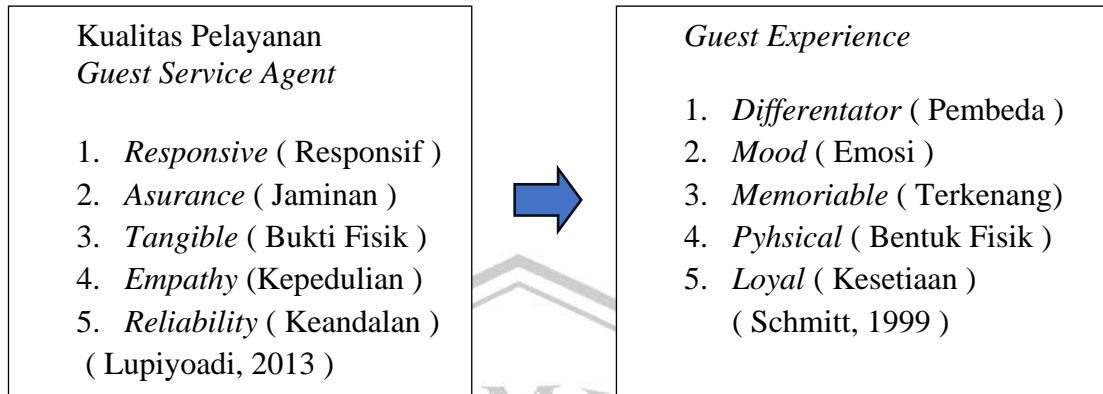 Kualitas Pelayanan
Guest Service Agent
1. Responsive ( Responsif )
2. Asurance ( Jaminan )
3. Tangible ( Bukti Fisik )
4. Empathy (Kepedulian )
5. Reliability ( Keandalan )
( Lupiyoadi, 2013 )
Guest Experience
1. Differentator ( Pembeda )
2. Mood ( Emosi )
3. Memoriable ( Terkenang)
4. Pyhsical ( Bentuk Fisik )
5. Loyal ( Kesetiaan )
( Schmitt, 1999 )